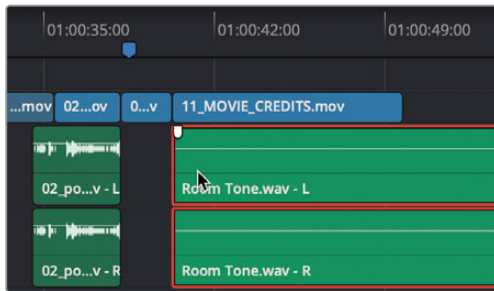 01:00:35:00 01:00:42:00 01:00:49:00
...mov 02...ov 0...v 11_MOVIE_CREDITS.mov
02_po...v - L Room Tone.wav - L
02_po...v - R Room Tone.wav - R